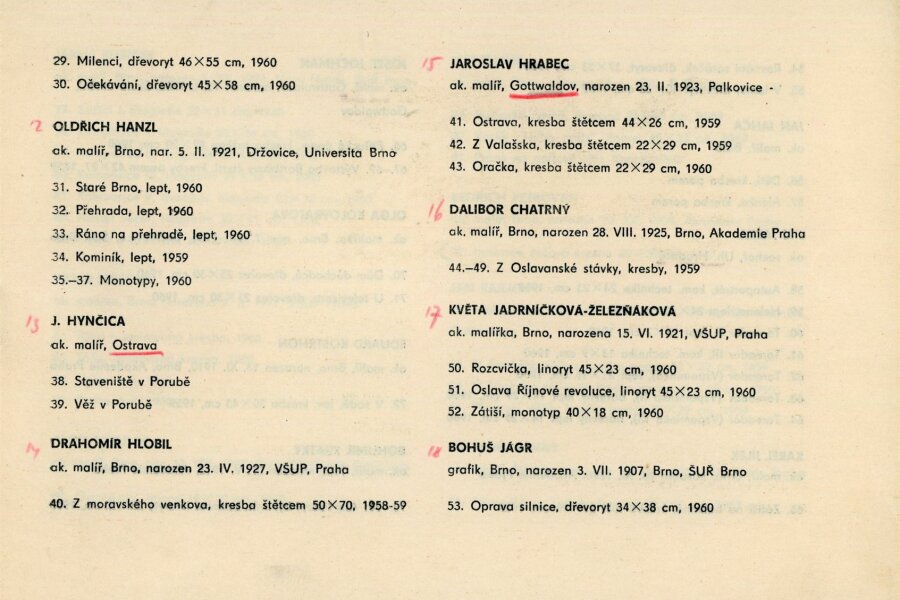 29. Milenci, dřevoryt 46×55 cm, 1960
30. Očekávání, dřevoryt 45×58 cm, 1960
2 OLDŘICH HANZL
ak. malíř, Brno, nar. 5. II. 1921, Držovice, Universita Brno
31. Staré Brno, lept, 1960
32. Přehrada, lept, 1960
33. Ráno na přehradě, lept, 1960
34. Kominík, lept, 1959
35.–37. Monotypy, 1960
13 J. HYNČICA
ak. malíř, Ostrava
38. Staveniště v Porubě
39. Věž v Porubě
14 DRAHOMÍR HLOBIL
ak. malíř, Brno, narozen 23. IV. 1927, VŠUP, Praha
40. Z moravského venkova, kresba štětcem 50×70, 1958-59
15 JAROSLAV HRABEC
ak. malíř, Gottwaldov, narozen 23. II. 1923, Palkovice -
41. Ostrava, kresba štětcem 44×26 cm, 1959
42. Z Valašska, kresba štětcem 22×29 cm, 1959
43. Oračka, kresba štětcem 22×29 cm, 1960
16 DALIBOR CHATRNÝ
ak. malíř, Brno, narozen 28. VIII. 1925, Brno, Akademie Praha
44.–49. Z Oslavanské stávky, kresby, 1959
17 KVĚTA JADRNÍČKOVÁ-ŽELEZŇÁKOVÁ
ak. malířka, Brno, narozena 15. VI. 1921, VŠUP, Praha
50. Rozcvička, linoryt 45×23 cm, 1960
51. Oslava Říjnové revoluce, linoryt 45×23 cm, 1960
52. Zátiší, monotyp 40×18 cm, 1960
18 BOHUŠ JÁGR
grafik, Brno, narozen 3. VII. 1907, Brno, ŠUŘ Brno
53. Oprava silnice, dřevoryt 34×38 cm, 1960